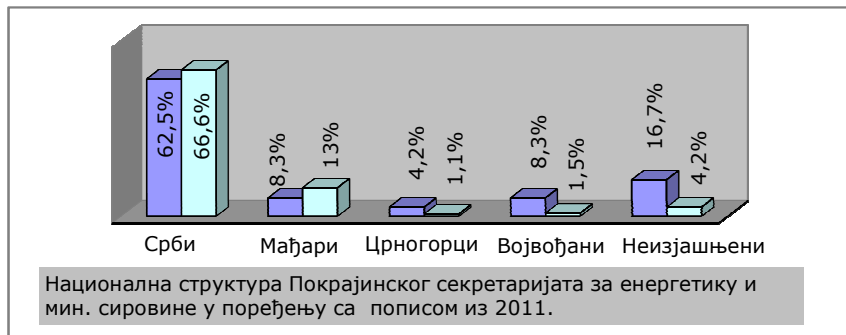 62,5%
66,6%
8,3%
13%
4,2%
1,1%
8,3%
1,5%
16,7%
4,2%
Срби
Мађари
Црногорци
Војвођани
Неизјашњени
Национална структура Покрајинског секретаријата за енергетику и
мин. сировине у поређењу са пописом из 2011.